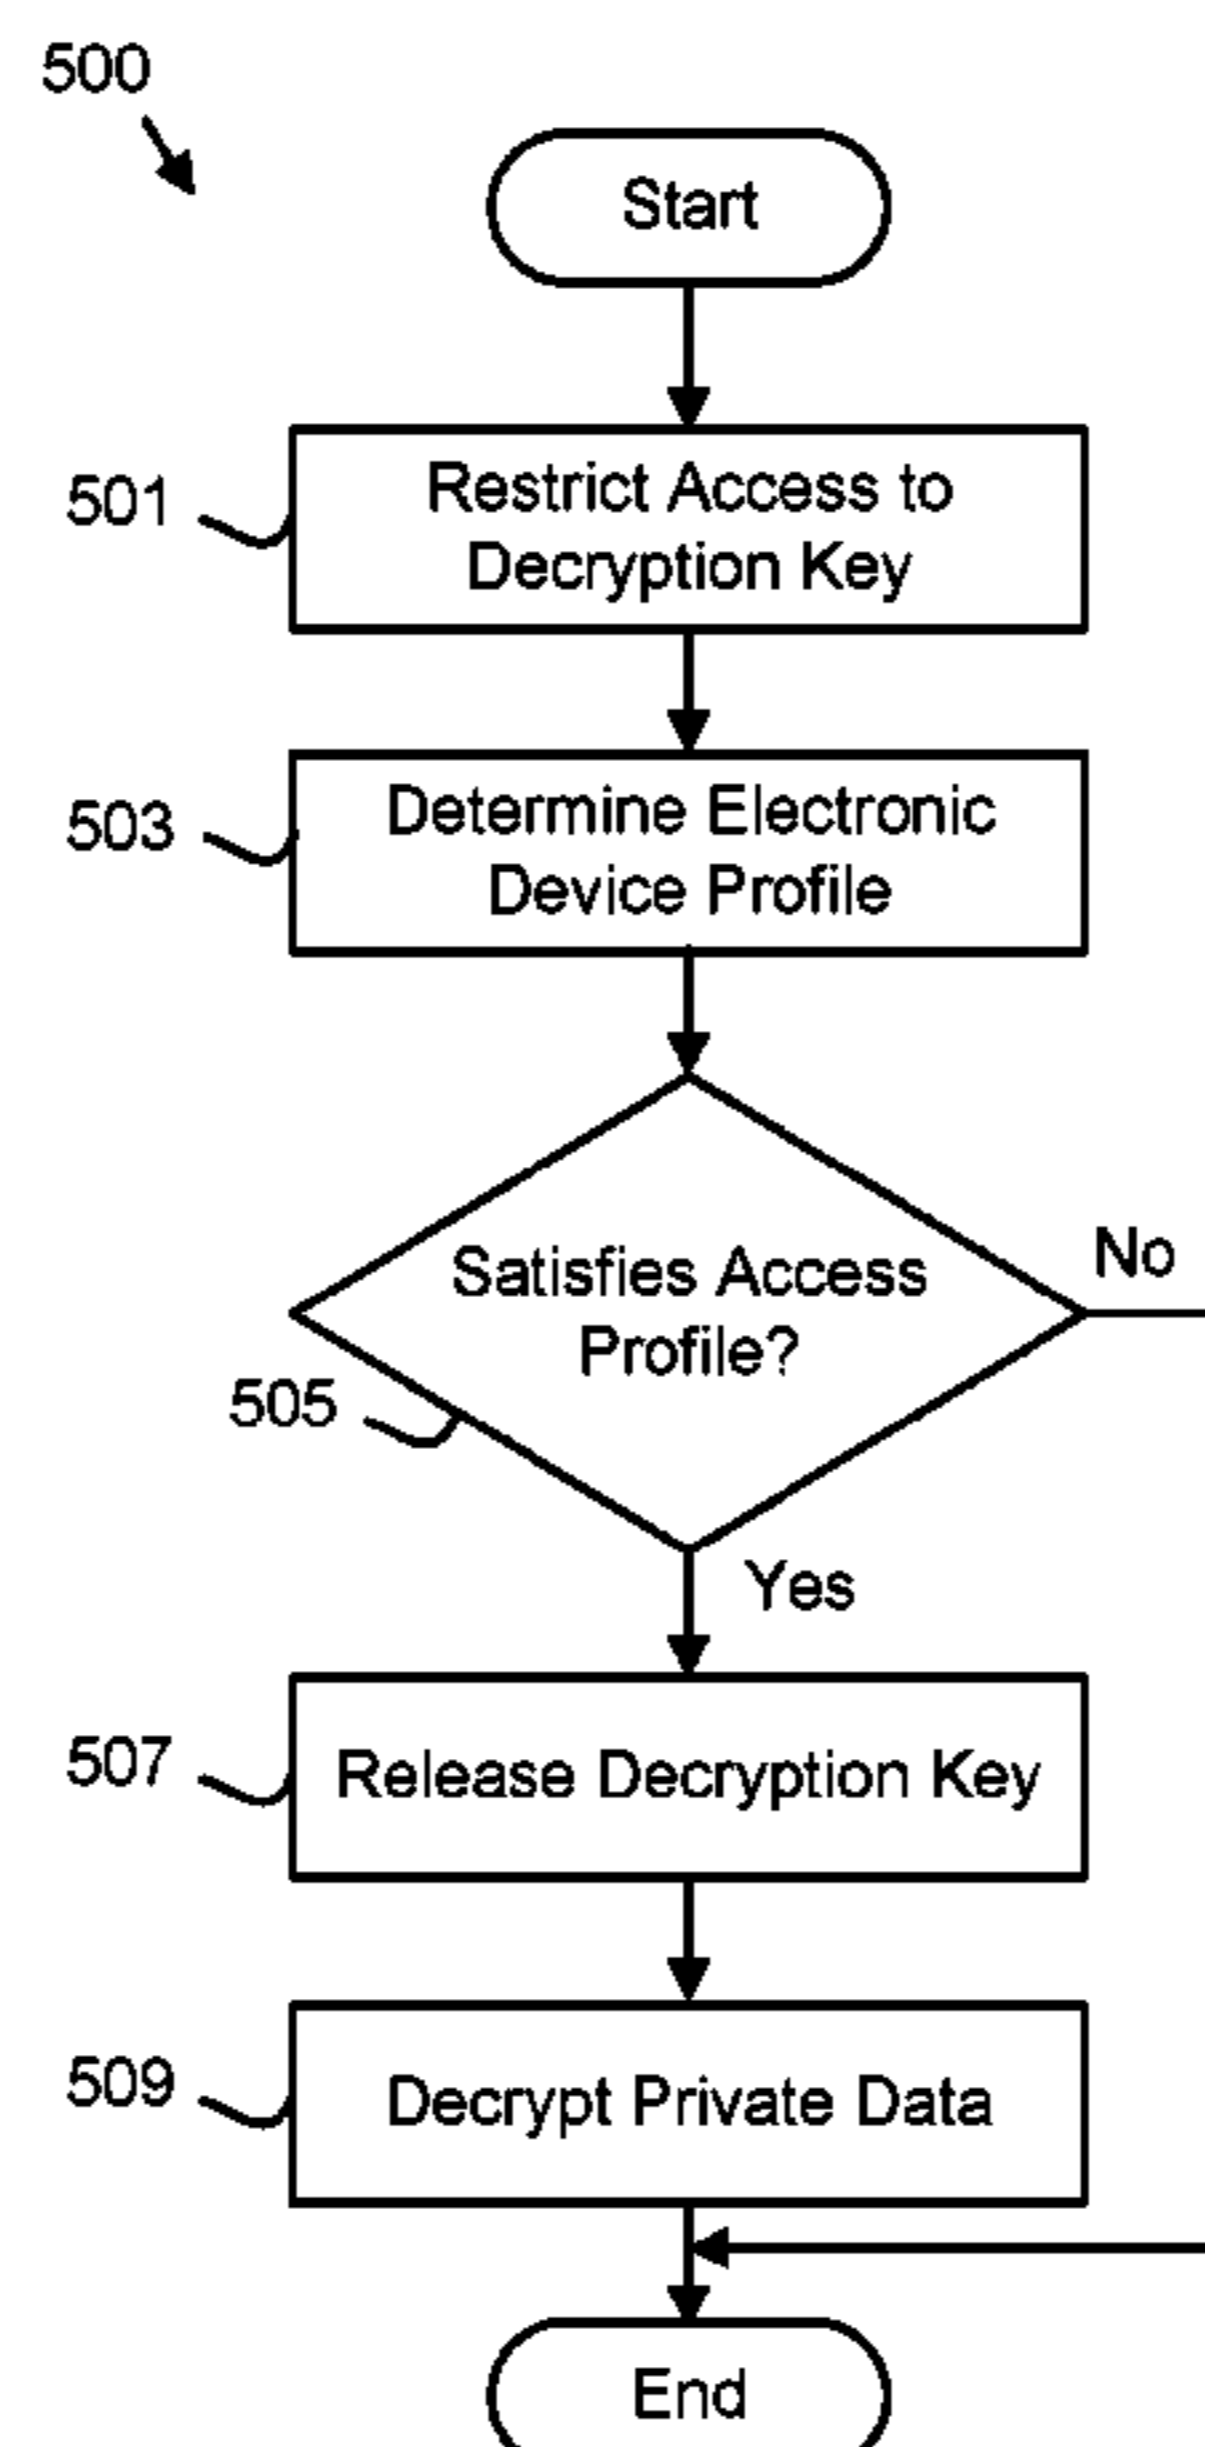 500
Start
501
Restrict Access to
Decryption Key
503
Determine Electronic
Device Profile
Satisfies Access
Profile?
No
505
Yes
507
Release Decryption Key
509
Decrypt Private Data
End